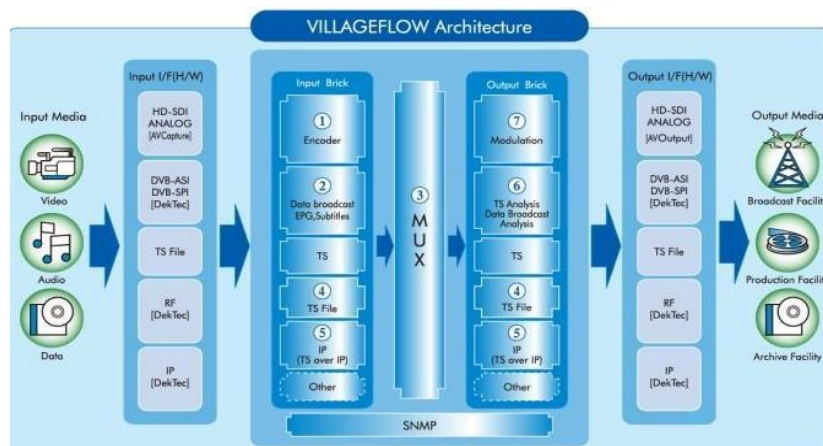 VILLAGEFLOW Architecture
Input Media
Video
Audio
Data
Input I/F(H/W)
HD-SDI
ANALOG
[AVCapture]
DVB-ASI
DVB-SPI
[DekTec]
TS File
RF
[DekTec]
IP
[DekTec]
Input Brick
①
Encoder
②
Data broadcast
EPG,Subtitles
TS
④
TS File
⑤
IP
(TS over IP)
Other
③
M
U
X
Output Brick
⑦
Modulation
⑥
TS Analysis
Data Broadcast
Analysis
TS
④
TS File
⑤
IP
(TS over IP)
Other
SNMP
Output I/F(H/W)
HD-SDI
ANALOG
[AVOutput]
DVB-ASI
DVB-SPI
[DekTec]
TS File
RF
[DekTec]
IP
[DekTec]
Output Media
Broadcast Facility
Production Facility
Archive Facility